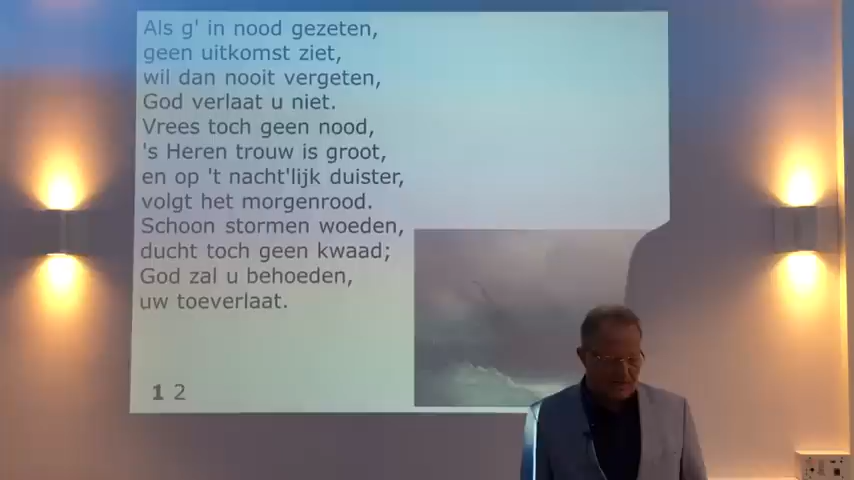 Als g' in nood gezeten,
geen uitkomst ziet,
wil dan nooit vergeten,
God verlaat u niet.
Vrees toch geen nood,
's Heren trouw is groot,
en op 't nacht'lijk duister,
volgt het morgenrood.
Schoon stormen woeden,
ducht toch geen kwaad;
God zal u behoeden,
uw toeverlaat.
1 2